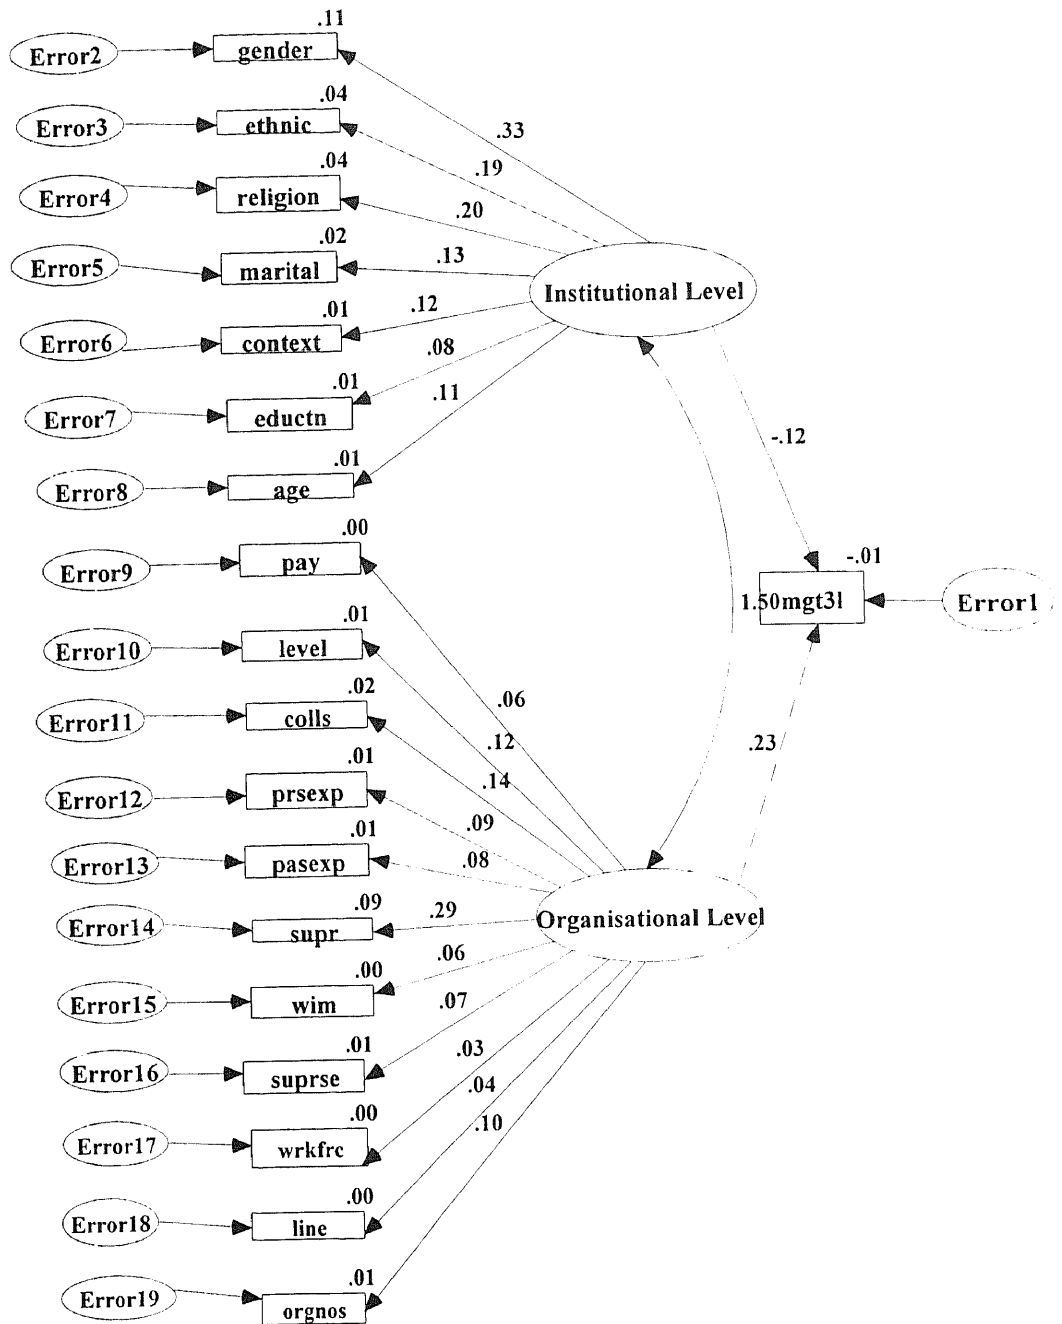 .11
Error2 gender
.04 .33
Error3 ethnic
.19
.04
Error4 religion
.20
.02
Error5 marital .13
Institutional Level
.01 .12
Error6 context
.08
.01 .11
Error7 eductn
-.12
.01
Error8 age
.00
Error9 pay
-.01
1.50mgt3l Error1
.01
Error10 level
.02 .06
Error11 colls
.12 .23
.14
.01
Error12 prsexp
.09
.01
Error13 pasexp .08
.09 .29
Error14 supr Organisational Level
.00 .06
Error15 wim
.07
.01
Error16 suprse .03
.04
.00 .10
Error17 wrkfrc
.00
Error18 line
.01
Error19 orgnos